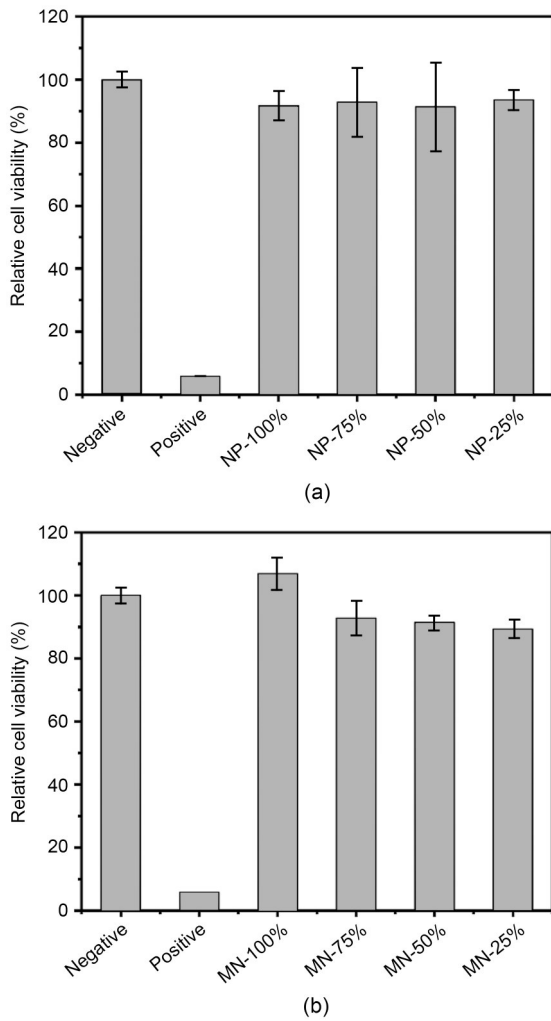 120
100
80
60
40
20
0
Relative cell viability (%)
Negative
Positive
NP-100%
NP-75%
NP-50%
NP-25%
(a)
120
100
80
60
40
20
0
Relative cell viability (%)
Negative
Positive
MN-100%
MN-75%
MN-50%
MN-25%
(b)